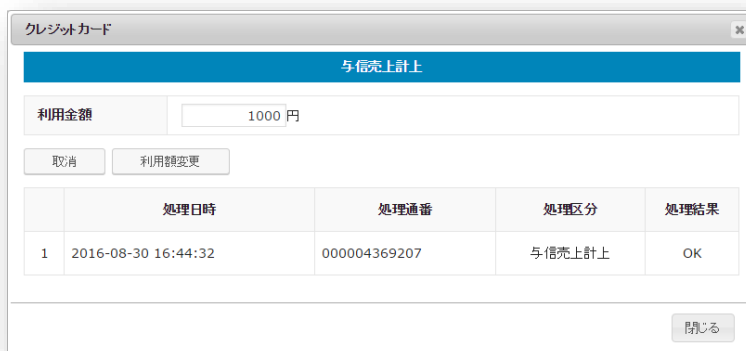 クレジットカード
与信売上計上
利用金額 1000 円
取消 利用額変更
処理日時 処理通番 処理区分 処理結果
1 2016-08-30 16:44:32 000004369207 与信売上計上 OK
閉じる